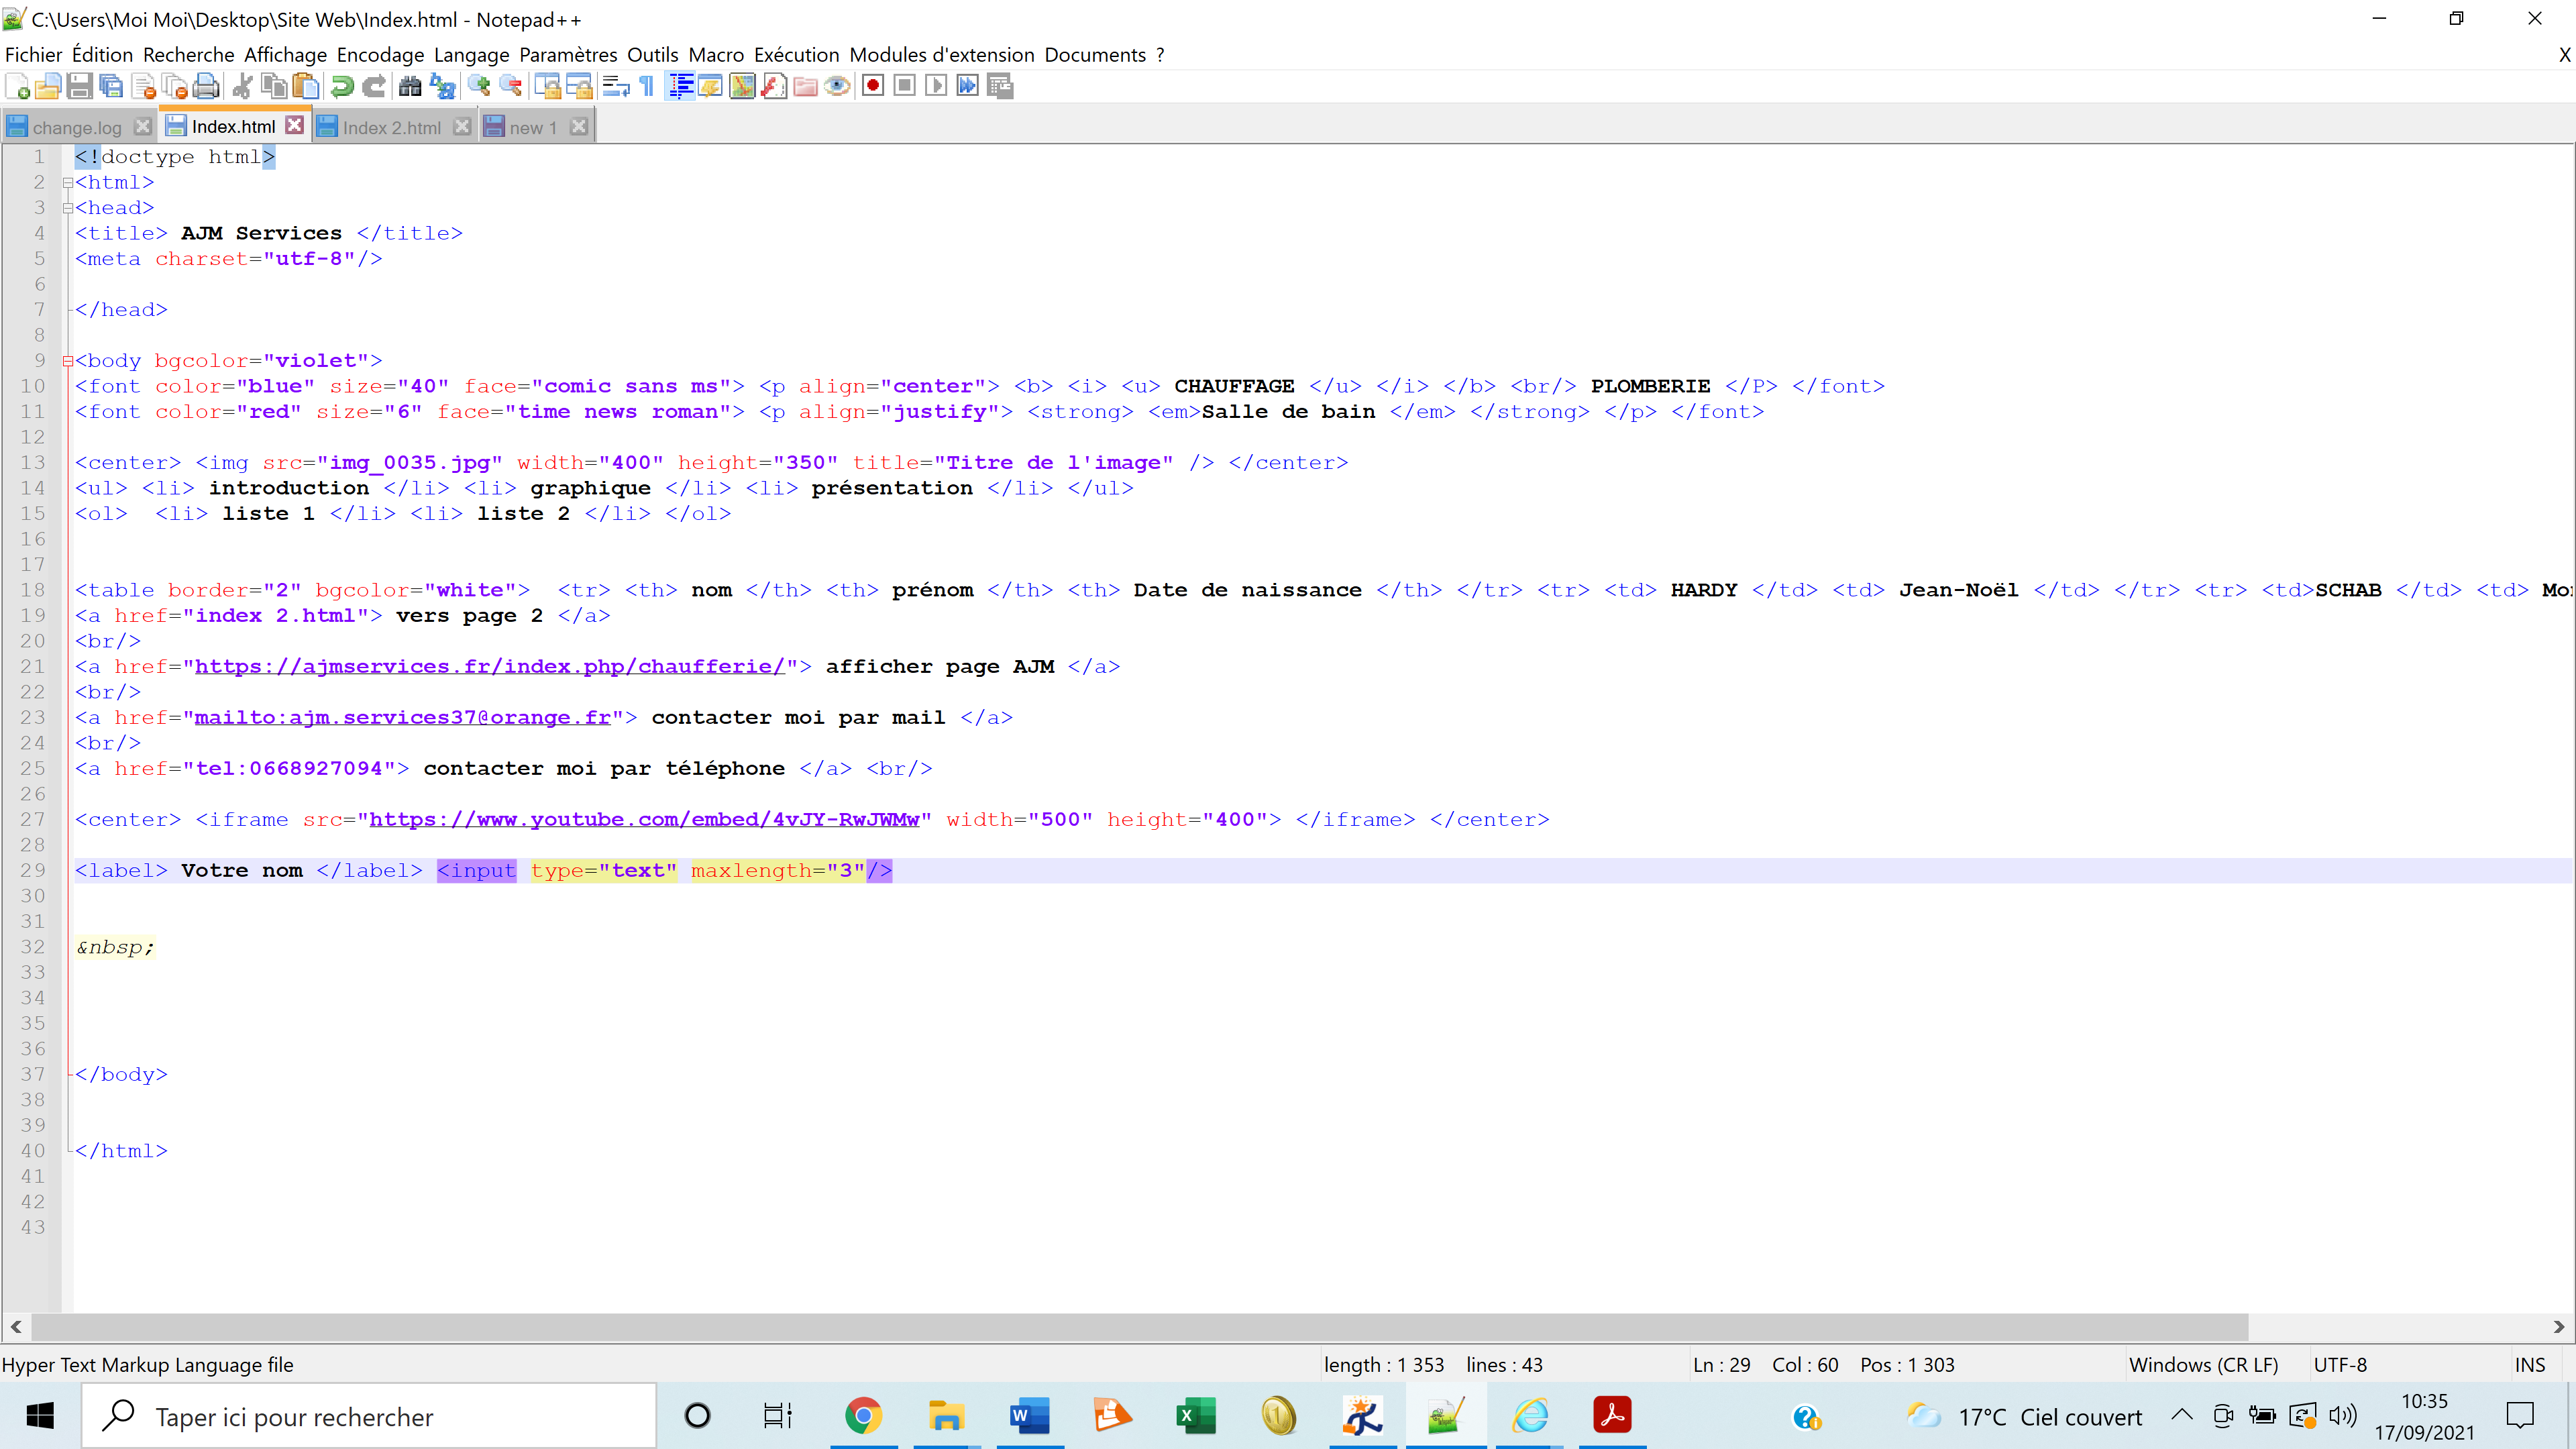 C:\Users\Moi Moi\Desktop\Site Web\Index.html - Notepad++
Fichier Édition Recherche Affichage Encodage Langage Paramètres Outils Macro Exécution Modules d'extension Documents ? X
change.log Index.html Index 2.html new 1
1 <!doctype html>
2 <html>
3 <head>
4 <title> AJM Services </title>
5 <meta charset="utf-8"/>
6
7 </head>
8
9 <body bgcolor="violet">
10 <font color="blue" size="40" face="comic sans ms"> <p align="center"> <b> <i> <u> CHAUFFAGE </u> </i> </b> <br/> PLOMBERIE </P> </font>
11 <font color="red" size="6" face="time news roman"> <p align="justify"> <strong> <em>Salle de bain </em> </strong> </p> </font>
12
13 <center> <img src="img_0035.jpg" width="400" height="350" title="Titre de l'image" /> </center>
14 <ul> <li> introduction </li> <li> graphique </li> <li> présentation </li> </ul>
15 <ol>  <li> liste 1 </li> <li> liste 2 </li> </ol>
16
17
18 <table border="2" bgcolor="white">  <tr> <th> nom </th> <th> prénom </th> <th> Date de naissance </th> </tr> <tr> <td> HARDY </td> <td> Jean-Noël </td> </tr> <tr> <td>SCHAB </td> <td>
19 <a href="index 2.html"> vers page 2 </a>
20 <br/>
21 <a href="https://ajmservices.fr/index.php/chaufferie/"> afficher page AJM </a>
22 <br/>
23 <a href="mailto:ajm.services37@orange.fr"> contacter moi par mail </a>
24 <br/>
25 <a href="tel:0668927094"> contacter moi par téléphone </a> <br/>
26
27 <center> <iframe src="https://www.youtube.com/embed/4vJY-RwJWMw" width="500" height="400"> </iframe> </center>
28
29 <label> Votre nom </label> <input type="text" maxlength="3"/>
30
31
32 &nbsp;
33
34
35
36
37 </body>
38
39
40 </html>
41
42
43
Hyper Text Markup Language file length : 1 353 lines : 43 Ln : 29 Col : 60 Pos : 1 303 Windows (CR LF) UTF-8 INS
Taper ici pour rechercher 17°C Ciel couvert 10:35
17/09/2021